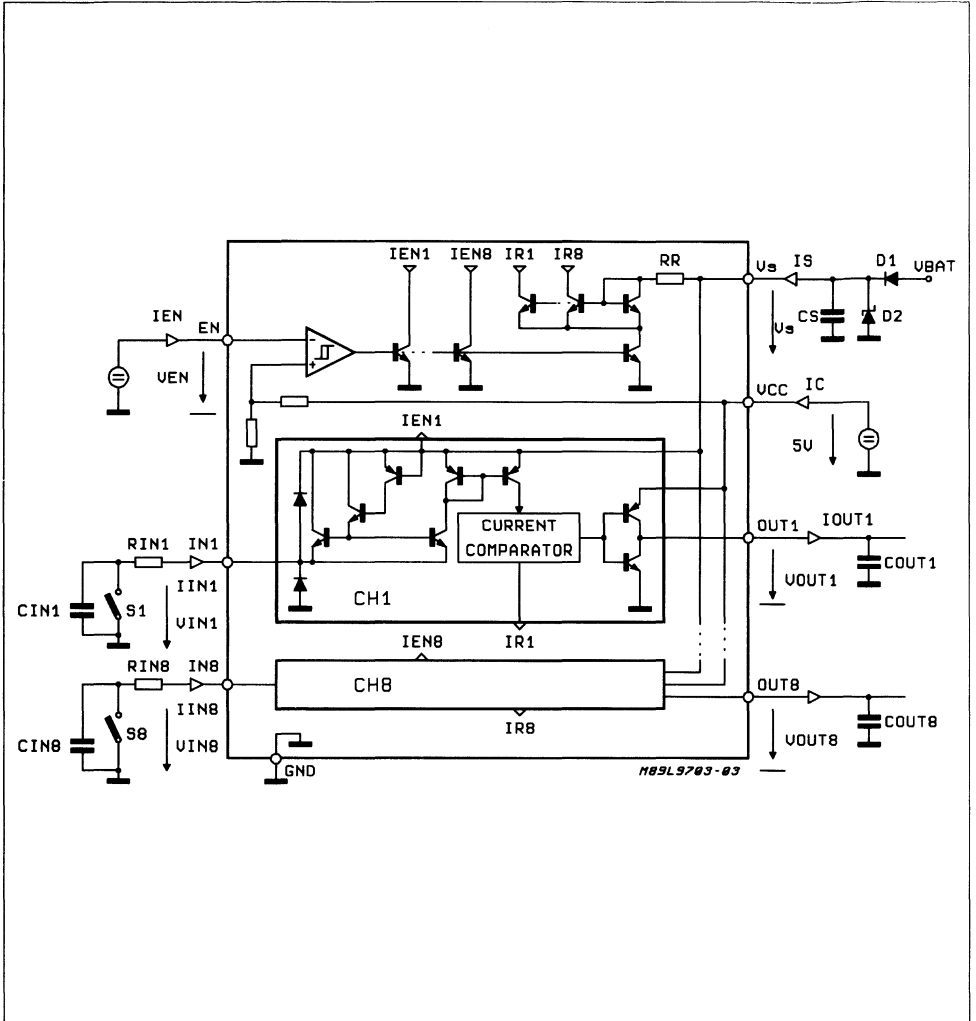 IEN1 IEN8 IR1 IR8 RR Vs IS D1 VBAT
IEN EN CS Vs D2
VEN
- +
VCC IC
IEN1 5V
CURRENT
COMPARATOR
OUT1 IOUT1
RIN1 IN1 COUT1
IIN1 VOUT1
CIN1 S1 VIN1 CH1
IR1
IEN8
RIN8 IN8 CH8 OUT8
IIN8 IR8
CIN8 S8 VIN8 VOUT8 COUT8
GND M89L9703-03